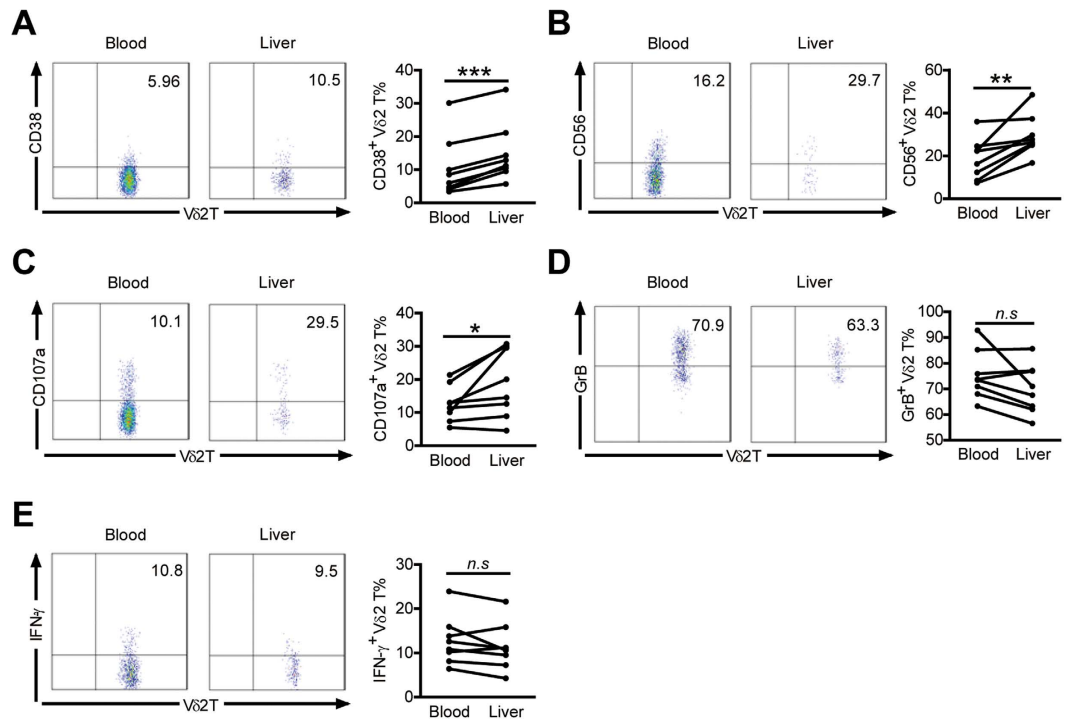 A
Blood
Liver
CD38
5.96
10.5
Vδ2T
CD38⁺ Vδ2 T%
40
30
20
10
0
***
Blood
Liver
B
Blood
Liver
CD56
16.2
29.7
Vδ2T
CD56⁺ Vδ2 T%
60
40
20
0
**
Blood
Liver
C
Blood
Liver
CD107a
10.1
29.5
Vδ2T
CD107a⁺ Vδ2 T%
40
30
20
10
0
*
Blood
Liver
D
Blood
Liver
GrB
70.9
63.3
Vδ2T
GrB⁺ Vδ2 T%
100
90
80
70
60
50
n.s
Blood
Liver
E
Blood
Liver
IFN-γ
10.8
9.5
Vδ2T
IFN-γ⁺ Vδ2 T%
30
20
10
0
n.s
Blood
Liver